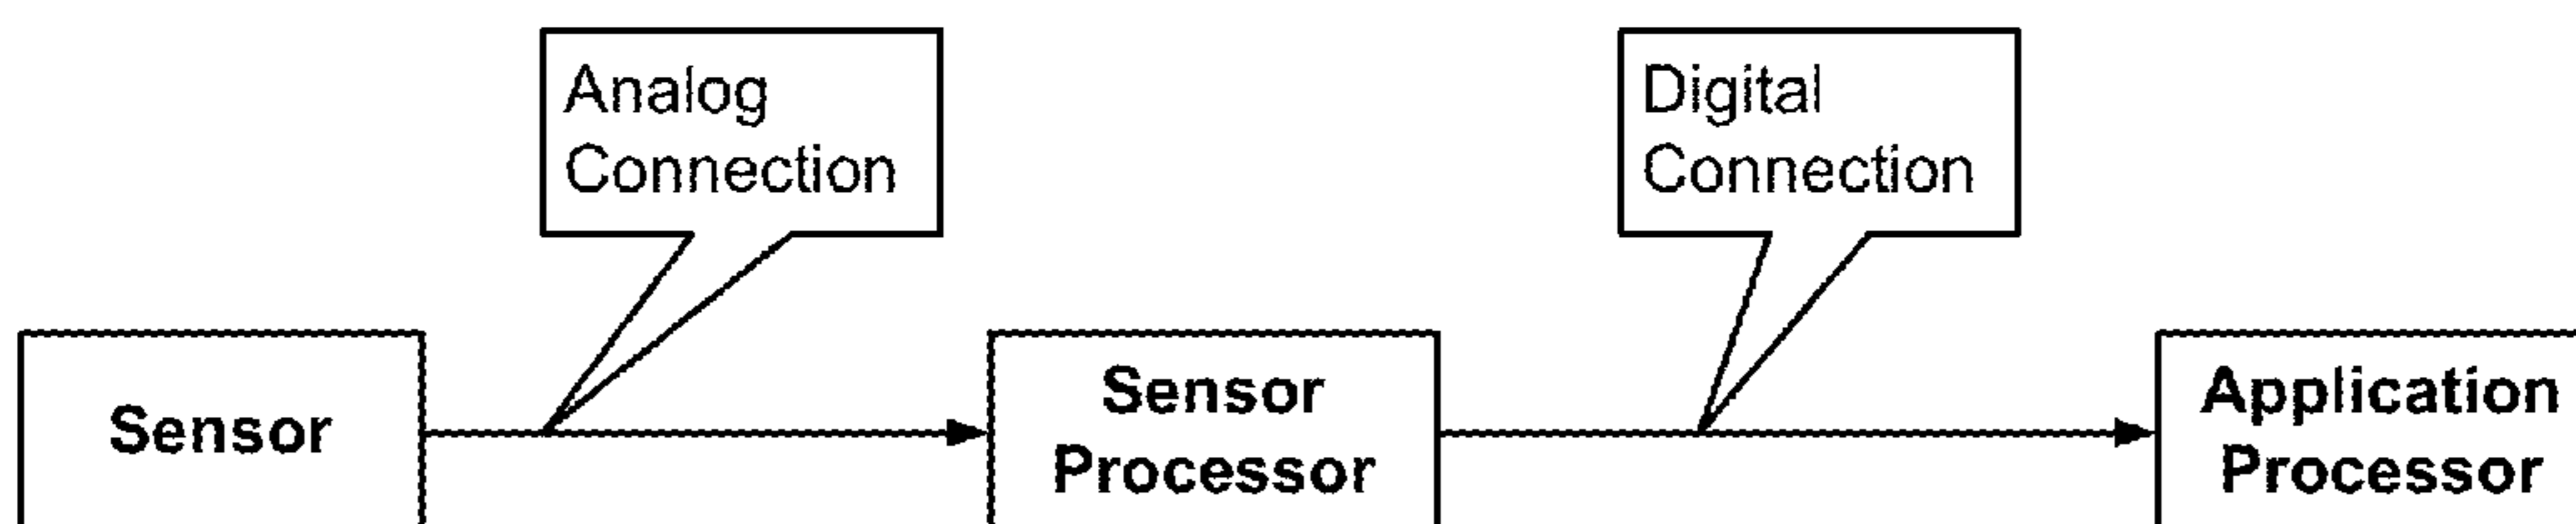 Analog
Connection
Digital
Connection
Sensor
Sensor
Processor
Application
Processor